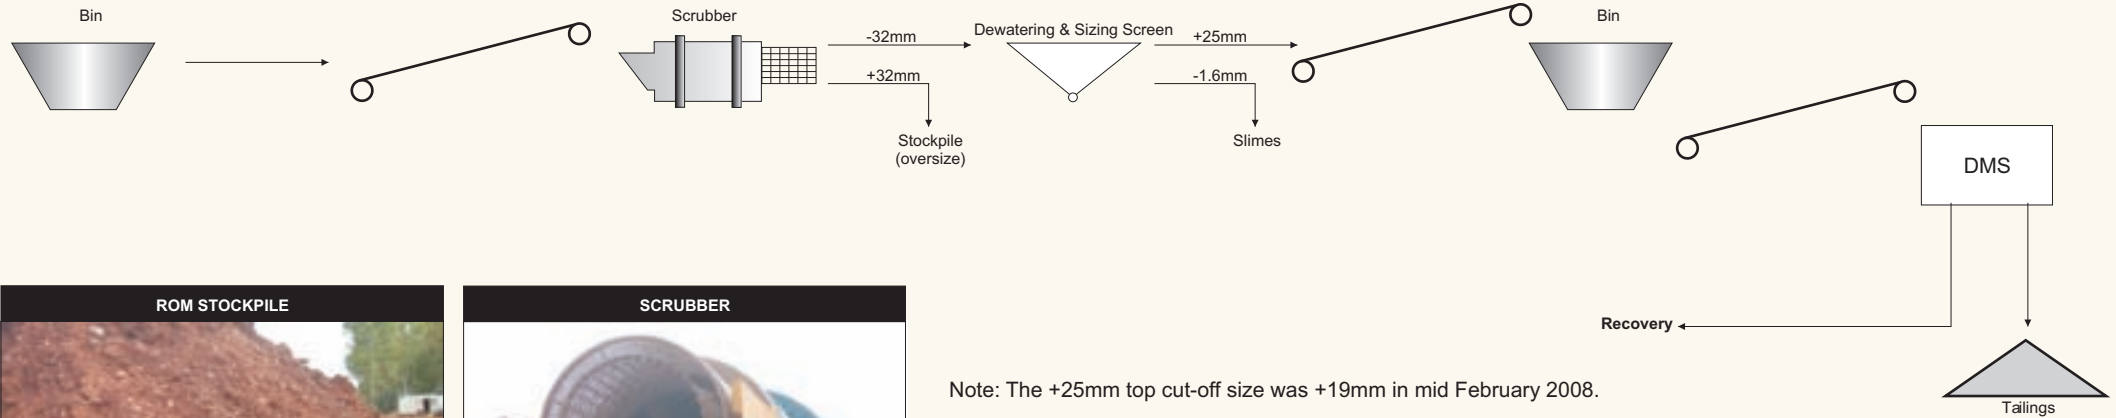 Bin
Scrubber
-32mm
+32mm
Stockpile
(oversize)
Dewatering & Sizing Screen
+25mm
-1.6mm
Slimes
Bin
DMS
Recovery
Tailings
ROM STOCKPILE
SCRUBBER
Note: The +25mm top cut-off size was +19mm in mid February 2008.